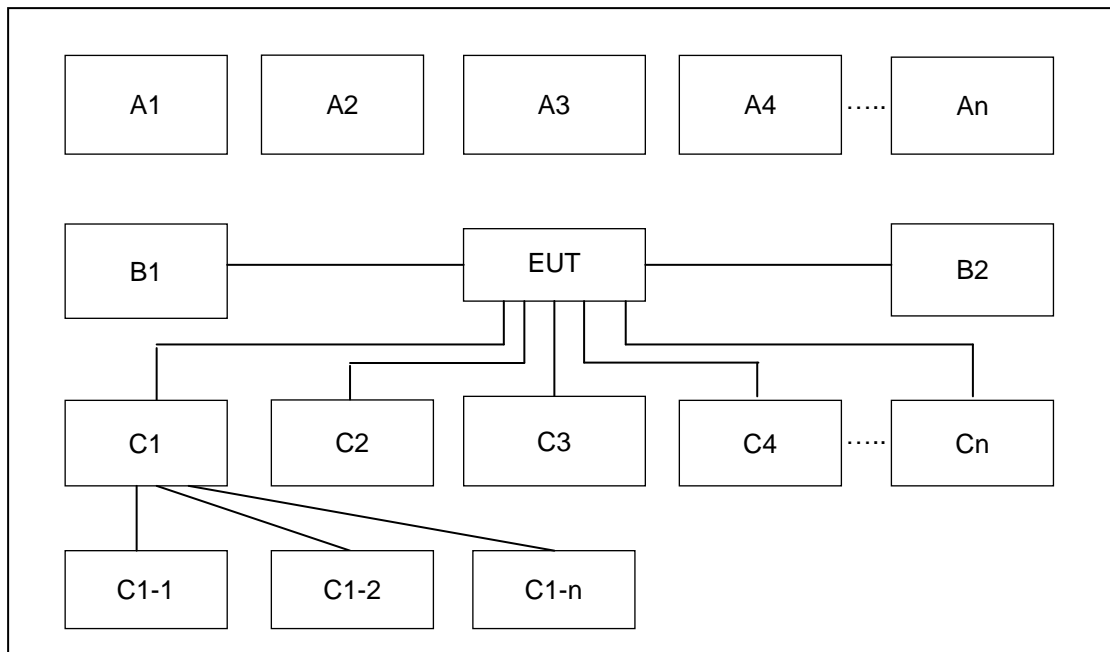 A1 A2 A3 A4 ..... An
B1 EUT B2
C1 C2 C3 C4 ..... Cn
C1-1 C1-2 C1-n